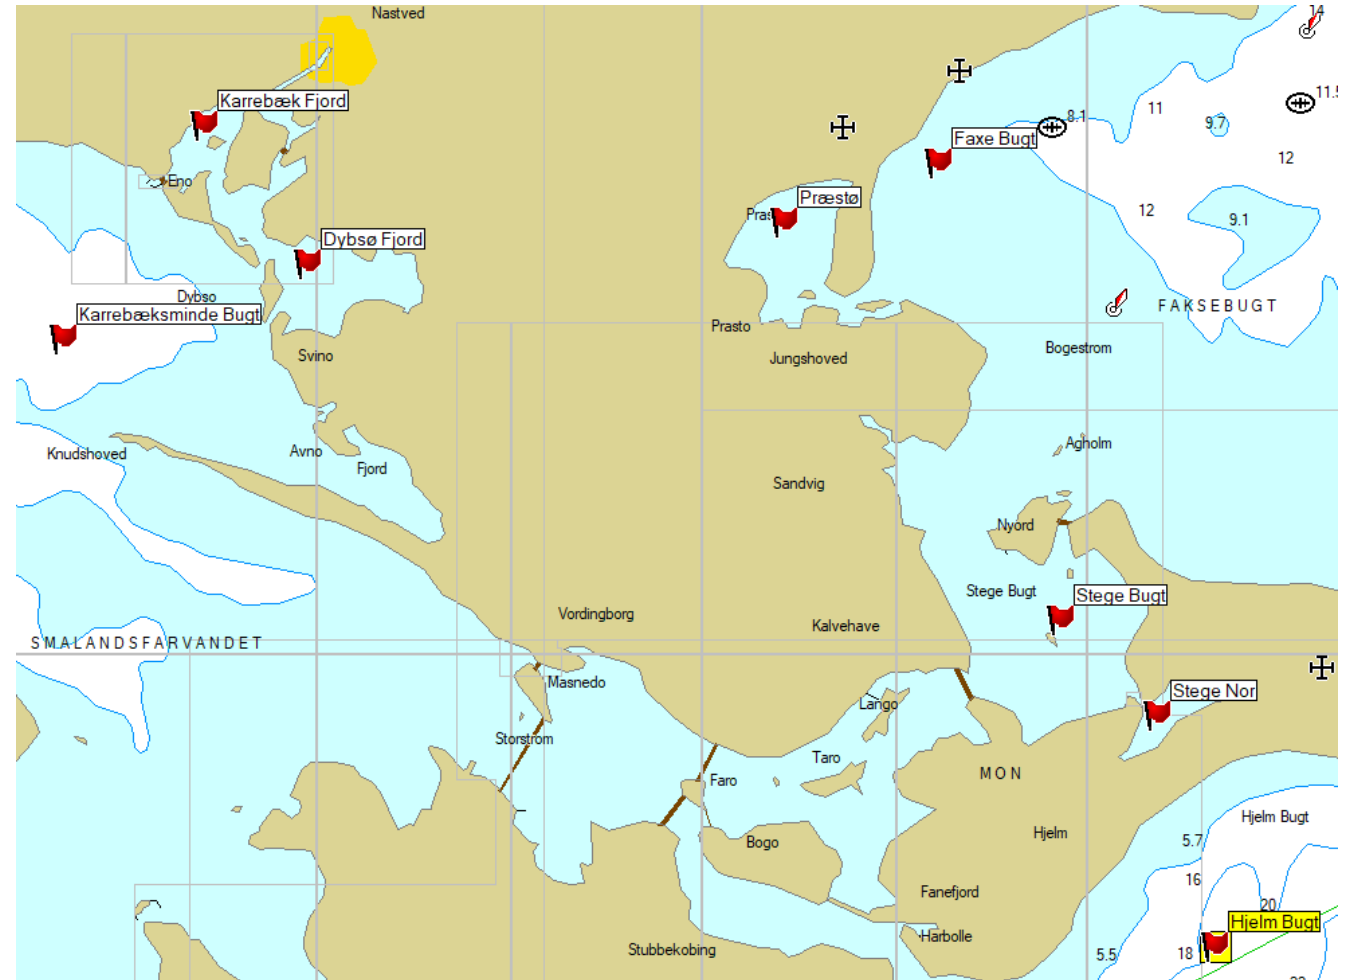 Nastved
14
Karrebæk Fjord
11.5
8.1
11
9.7
Faxe Bugt
12
Eno
Præstø
Pras
12
9.1
Dybsø Fjord
Dybso
Karrebæksminde Bugt
FAKSEBUGT
Prasto
Bogestrom
Svino
Jungshoved
Agholm
Knudshoved
Avno
Fjord
Sandvig
Nyord
Stege Bugt
Stege Bugt
Vordingborg
Kalvehave
SMALANDSFARVANDET
Masnedo
Stege Nor
Lango
Storstrom
Taro
MON
Faro
Hjelm Bugt
Hjelm
Bogo
5.7
16
Fanefjord
20
Hjelm Bugt
Harbolle
Stubbekobing
5.5
18